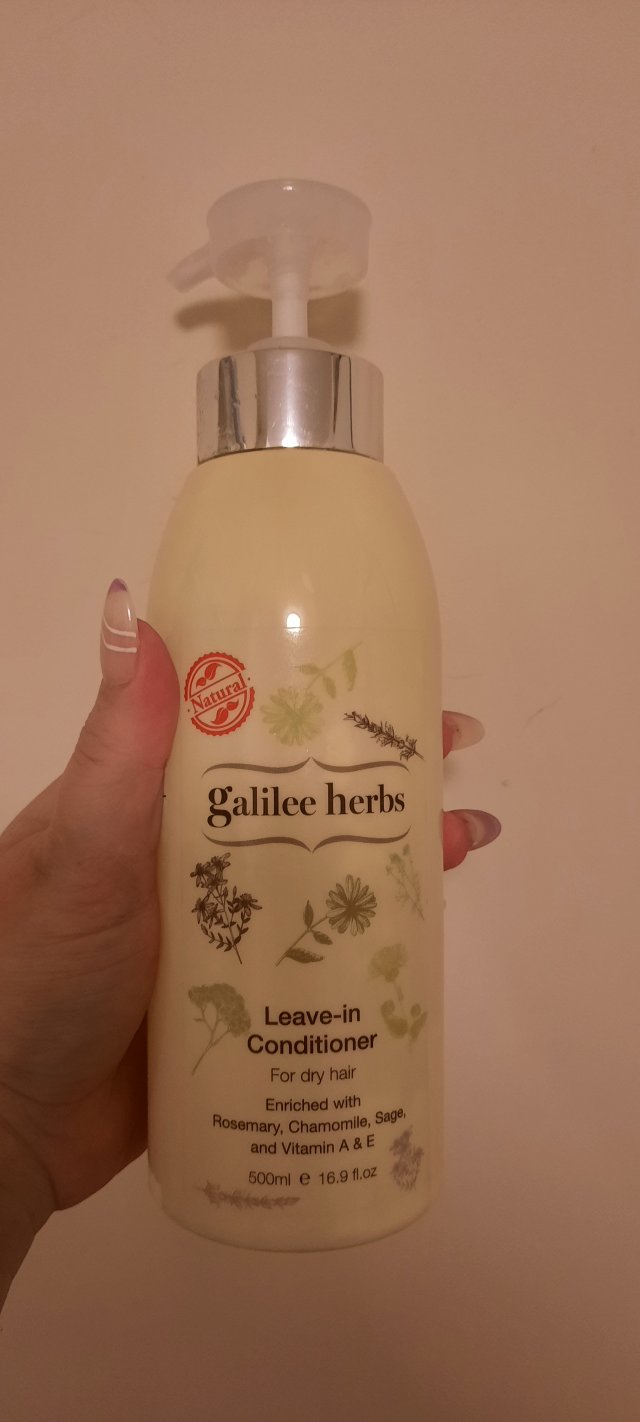 Natural
galilee herbs
Leave-in
Conditioner
For dry hair
Enriched with
Rosemary, Chamomile, Sage,
and Vitamin A & E
500ml ℮ 16.9 fl.oz